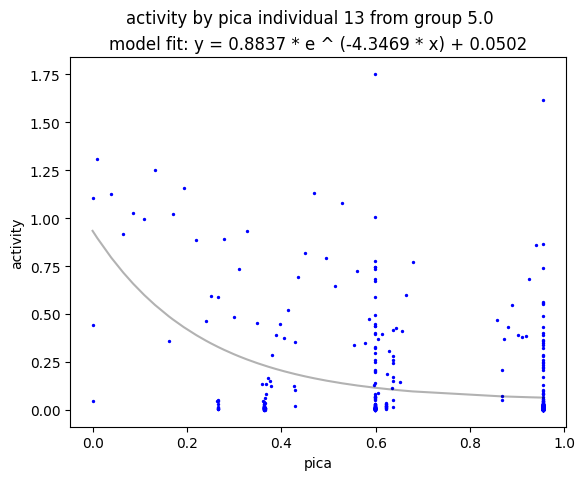 activity by pica individual 13 from group 5.0
model fit: y = 0.8837 * e ^ (-4.3469 * x) + 0.0502
1.75
1.50
1.25
1.00
0.75
0.50
0.25
0.00
activity
0.0 0.2 0.4 0.6 0.8 1.0
pica